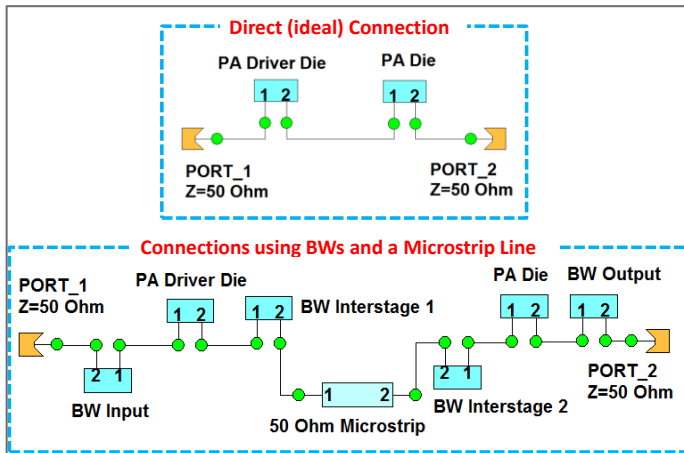 Direct (ideal) Connection
PA Driver Die
PA Die
1 2
1 2
PORT_1
Z=50 Ohm
PORT_2
Z=50 Ohm
Connections using BWs and a Microstrip Line
PORT_1
Z=50 Ohm
PA Driver Die
1 2
1 2
BW Interstage 1
PA Die
BW Output
1 2
1 2
2 1
BW Input
1 2
50 Ohm Microstrip
2 1
BW Interstage 2
PORT_2
Z=50 Ohm